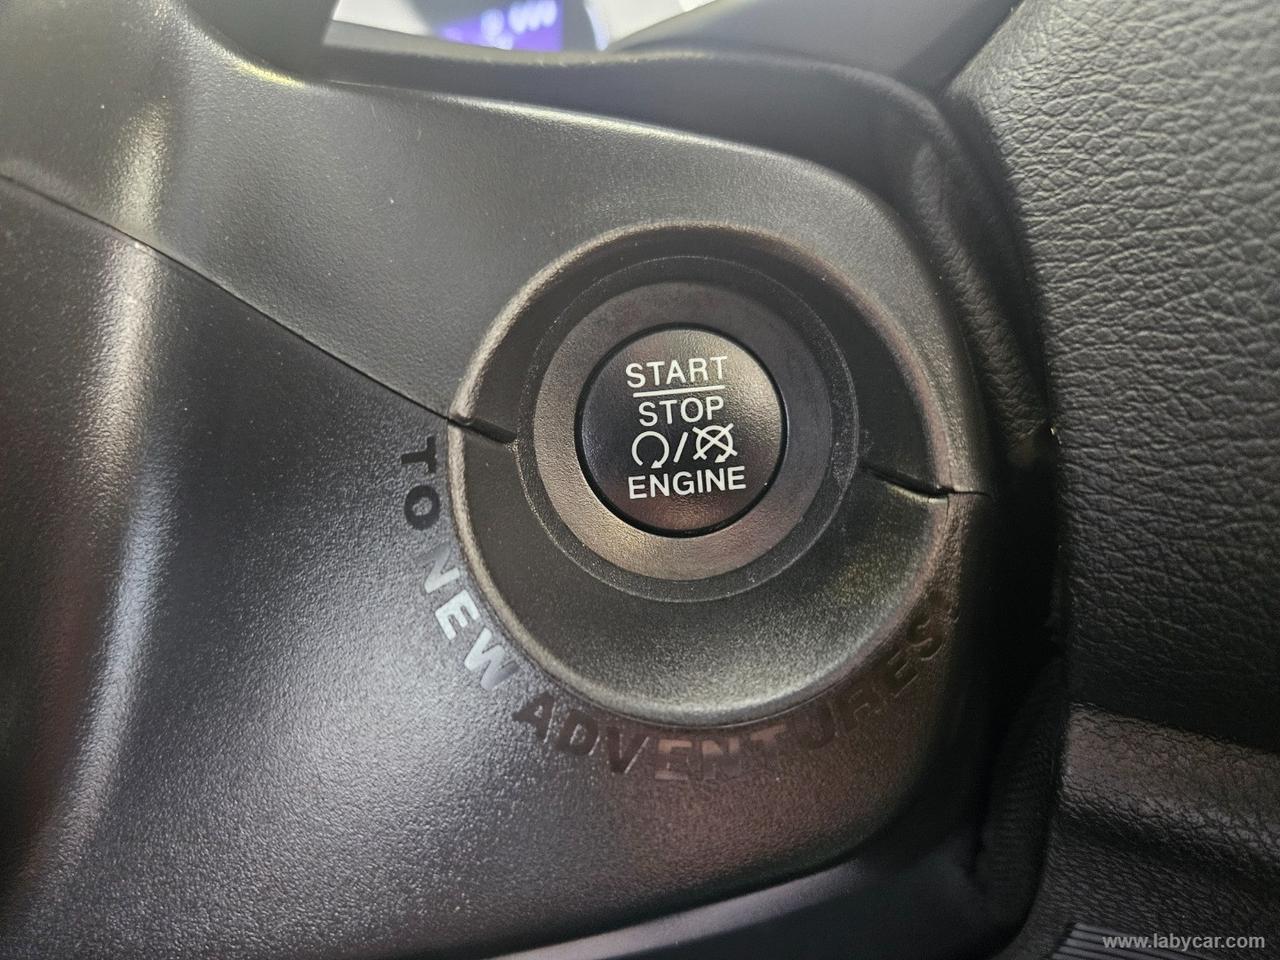 START
STOP
ENGINE
TO NEW ADVENTURES
www.labycar.com